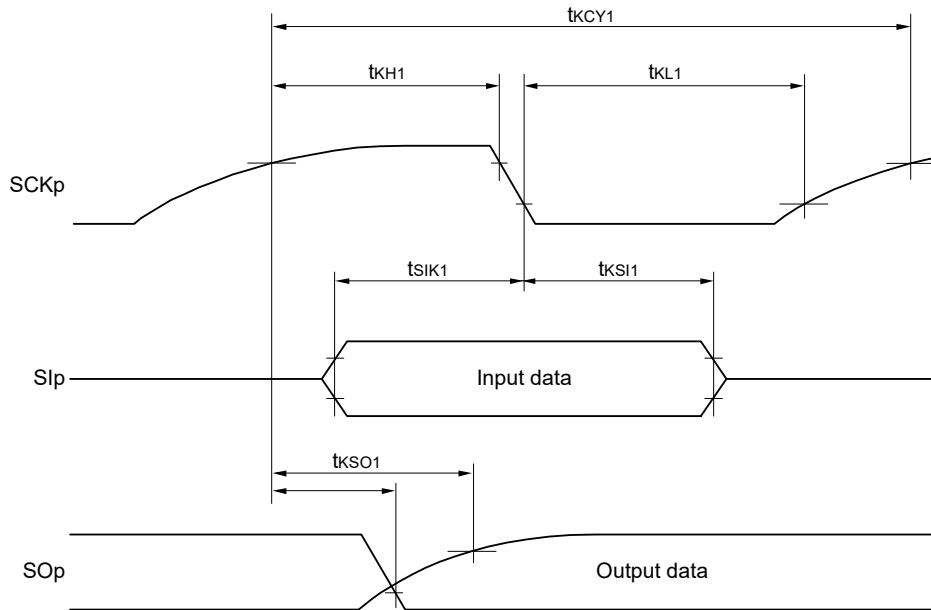 tKCY1
tKH1
tKL1
SCKp
tSIK1
tKSI1
SIp
Input data
tKSO1
SOp
Output data